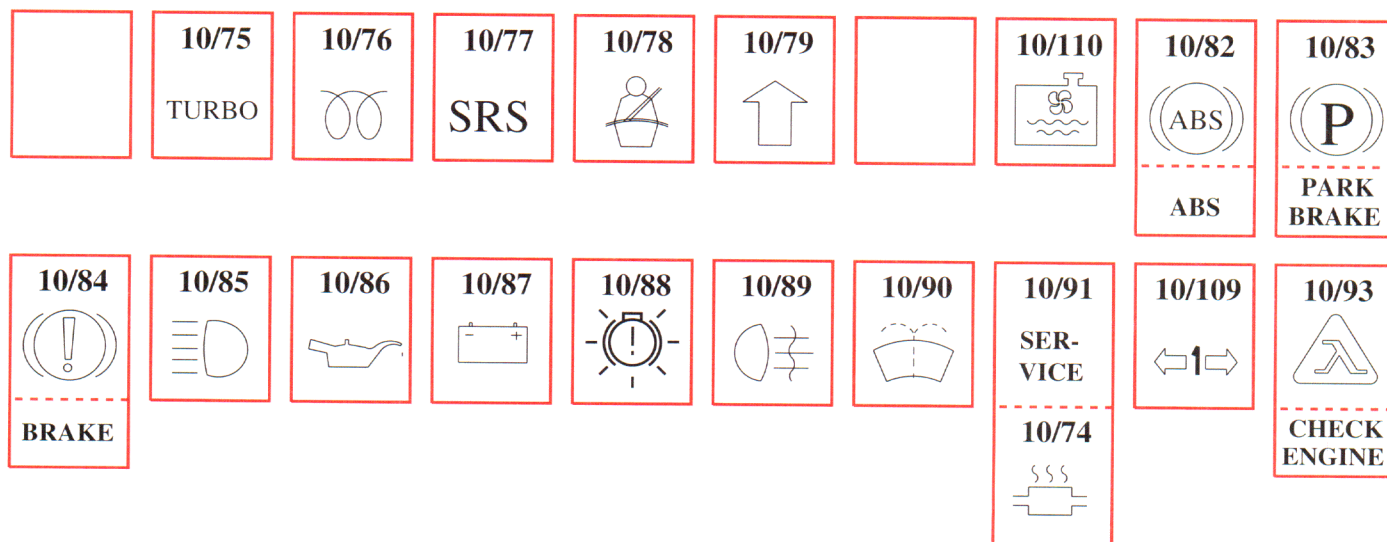 10/75
TURBO
10/76
10/77
SRS
10/78
10/79
10/110
10/82
ABS
ABS
10/83
P
PARK
BRAKE
10/84
!
BRAKE
10/85
10/86
10/87
- +
10/88
!
10/89
10/90
10/91
SER-
VICE
10/74
10/109
1
10/93
λ
CHECK
ENGINE